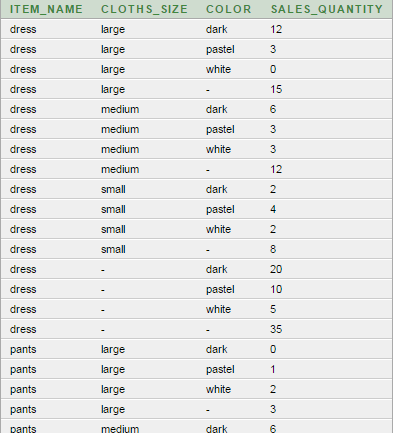 ITEM_NAME CLOTHS_SIZE COLOR SALES_QUANTITY
dress large dark 12
dress large pastel 3
dress large white 0
dress large - 15
dress medium dark 6
dress medium pastel 3
dress medium white 3
dress medium - 12
dress small dark 2
dress small pastel 4
dress small white 2
dress small - 8
dress - dark 20
dress - pastel 10
dress - white 5
dress - - 35
pants large dark 0
pants large pastel 1
pants large white 2
pants large - 3
pants medium dark 6